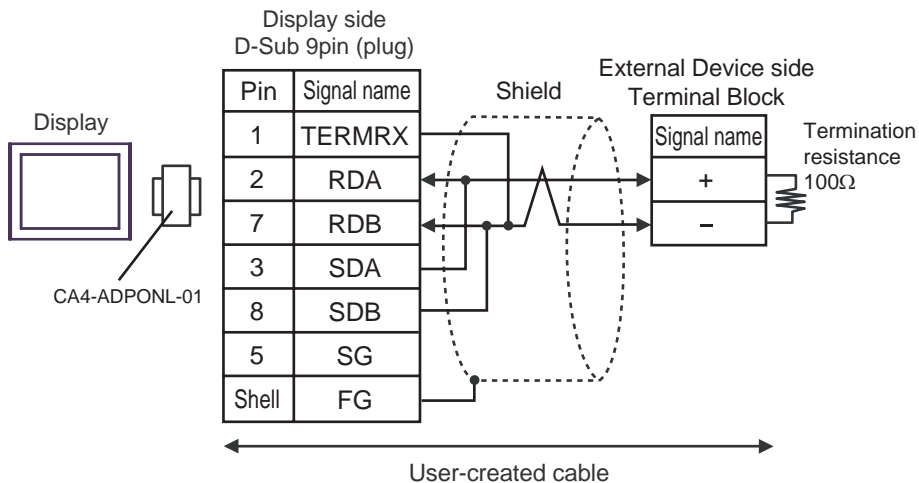 Display side
D-Sub 9pin (plug)
External Device side
Terminal Block
Display
CA4-ADPONL-01
Shield
Pin Signal name
1 TERMRX
2 RDA
7 RDB
3 SDA
8 SDB
5 SG
Shell FG
Signal name
+
–
Termination
resistance
100Ω
User-created cable